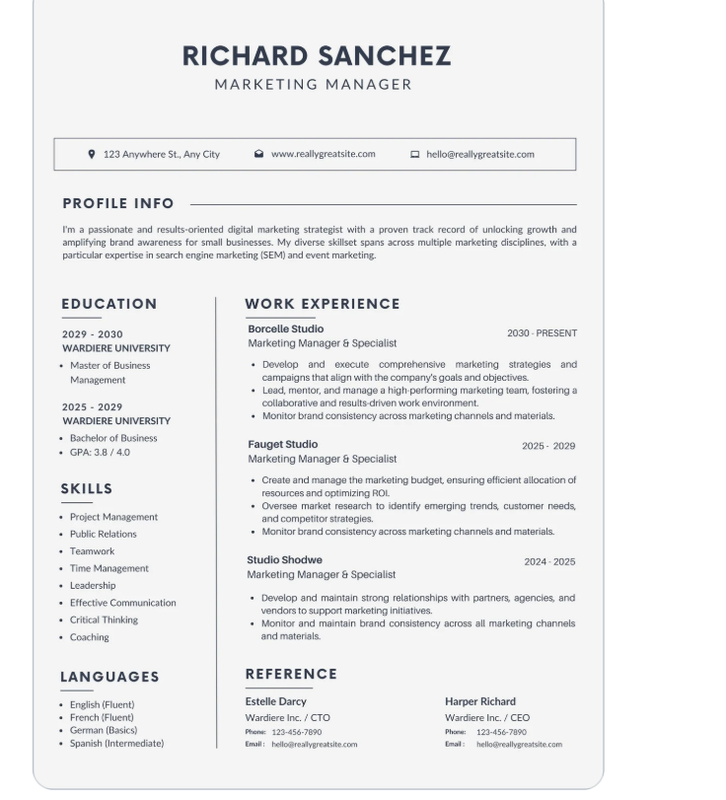 RICHARD SANCHEZ
MARKETING MANAGER
123 Anywhere St., Any City
www.reallygreatsite.com
hello@reallygreatsite.com
PROFILE INFO
I'm a passionate and results-oriented digital marketing strategist with a proven track record of unlocking growth and
amplifying brand awareness for small businesses. My diverse skillset spans across multiple marketing disciplines, with a
particular expertise in search engine marketing (SEM) and event marketing.
EDUCATION
2029 - 2030
WARDIERE UNIVERSITY
• Master of Business
Management
2025 - 2029
WARDIERE UNIVERSITY
• Bachelor of Business
• GPA: 3.8 / 4.0
SKILLS
• Project Management
• Public Relations
• Teamwork
• Time Management
• Leadership
• Effective Communication
• Critical Thinking
• Coaching
LANGUAGES
• English (Fluent)
• French (Fluent)
• German (Basics)
• Spanish (Intermediate)
WORK EXPERIENCE
Borcelle Studio
2030 - PRESENT
Marketing Manager & Specialist
• Develop and execute comprehensive marketing strategies and
campaigns that align with the company's goals and objectives.
• Lead, mentor, and manage a high-performing marketing team, fostering a
collaborative and results-driven work environment.
• Monitor brand consistency across marketing channels and materials.
Fauget Studio
2025 - 2029
Marketing Manager & Specialist
• Create and manage the marketing budget, ensuring efficient allocation of
resources and optimizing ROI.
• Oversee market research to identify emerging trends, customer needs,
and competitor strategies.
• Monitor brand consistency across marketing channels and materials.
Studio Shodwe
2024 - 2025
Marketing Manager & Specialist
• Develop and maintain strong relationships with partners, agencies, and
vendors to support marketing initiatives.
• Monitor and maintain brand consistency across all marketing channels
and materials.
REFERENCE
Estelle Darcy
Wardiere Inc. / CTO
Phone: 123-456-7890
Email : hello@reallygreatsite.com
Harper Richard
Wardiere Inc. / CEO
Phone: 123-456-7890
Email : hello@reallygreatsite.com